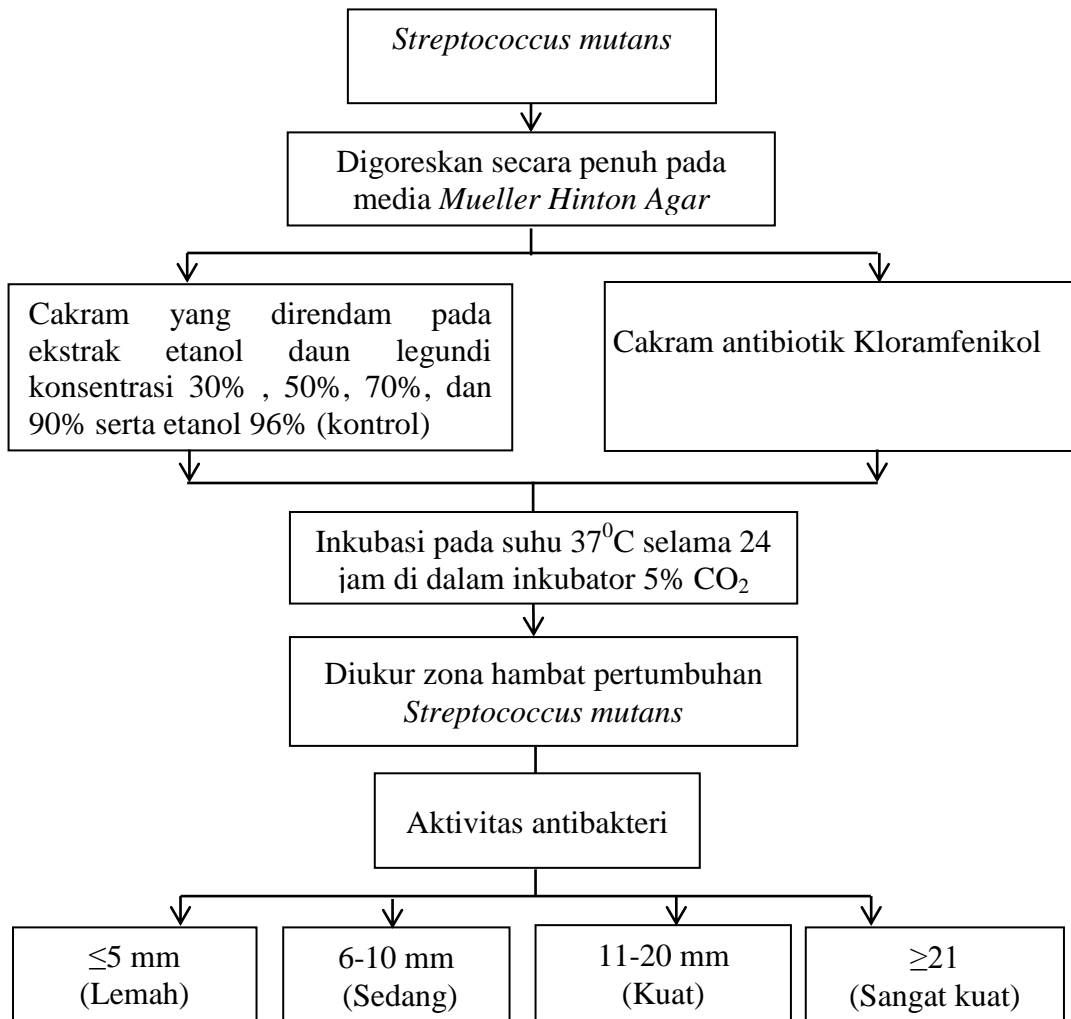 Streptococcus mutans
Digoreskan secara penuh pada
media Mueller Hinton Agar
Cakram yang direndam pada
ekstrak etanol daun legundi
konsentrasi 30% , 50%, 70%, dan
90% serta etanol 96% (kontrol)
Cakram antibiotik Kloramfenikol
Inkubasi pada suhu 37⁰C selama 24
jam di dalam inkubator 5% CO₂
Diukur zona hambat pertumbuhan
Streptococcus mutans
Aktivitas antibakteri
≤5 mm
(Lemah)
6-10 mm
(Sedang)
11-20 mm
(Kuat)
≥21
(Sangat kuat)